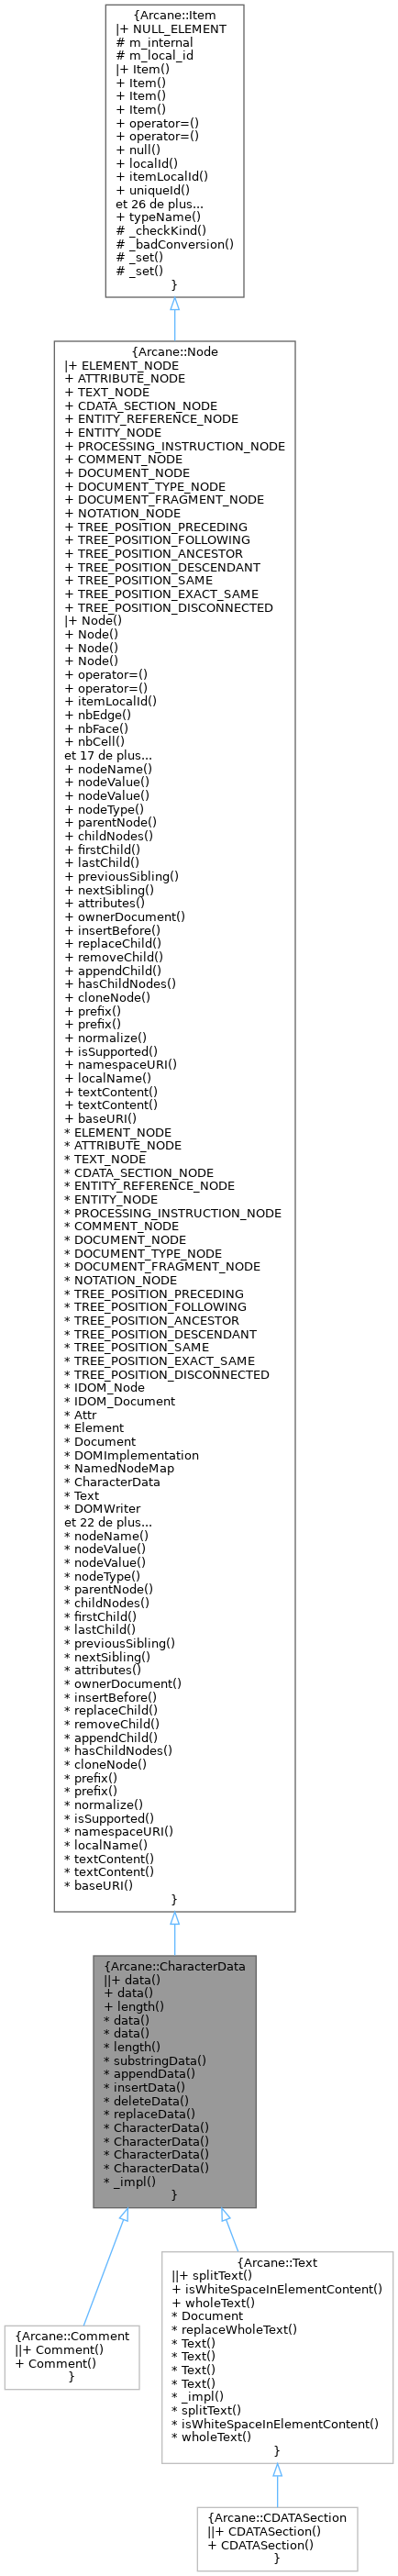 {Arcane::Item
|+ NULL_ELEMENT
# m_internal
# m_local_id
|+ Item()
+ Item()
+ Item()
+ Item()
+ operator=()
+ operator=()
+ null()
+ localId()
+ itemLocalId()
+ uniqueId()
et 26 de plus...
+ typeName()
# _checkKind()
# _badConversion()
# _set()
# _set()
}
{Arcane::Node
|+ ELEMENT_NODE
+ ATTRIBUTE_NODE
+ TEXT_NODE
+ CDATA_SECTION_NODE
+ ENTITY_REFERENCE_NODE
+ ENTITY_NODE
+ PROCESSING_INSTRUCTION_NODE
+ COMMENT_NODE
+ DOCUMENT_NODE
+ DOCUMENT_TYPE_NODE
+ DOCUMENT_FRAGMENT_NODE
+ NOTATION_NODE
+ TREE_POSITION_PRECEDING
+ TREE_POSITION_FOLLOWING
+ TREE_POSITION_ANCESTOR
+ TREE_POSITION_DESCENDANT
+ TREE_POSITION_SAME
+ TREE_POSITION_EXACT_SAME
+ TREE_POSITION_DISCONNECTED
|+ Node()
+ Node()
+ Node()
+ Node()
+ operator=()
+ operator=()
+ itemLocalId()
+ nbEdge()
+ nbFace()
+ nbCell()
et 17 de plus...
+ nodeName()
+ nodeValue()
+ nodeValue()
+ nodeType()
+ parentNode()
+ childNodes()
+ firstChild()
+ lastChild()
+ previousSibling()
+ nextSibling()
+ attributes()
+ ownerDocument()
+ insertBefore()
+ replaceChild()
+ removeChild()
+ appendChild()
+ hasChildNodes()
+ cloneNode()
+ prefix()
+ prefix()
+ normalize()
+ isSupported()
+ namespaceURI()
+ localName()
+ textContent()
+ textContent()
+ baseURI()
* ELEMENT_NODE
* ATTRIBUTE_NODE
* TEXT_NODE
* CDATA_SECTION_NODE
* ENTITY_REFERENCE_NODE
* ENTITY_NODE
* PROCESSING_INSTRUCTION_NODE
* COMMENT_NODE
* DOCUMENT_NODE
* DOCUMENT_TYPE_NODE
* DOCUMENT_FRAGMENT_NODE
* NOTATION_NODE
* TREE_POSITION_PRECEDING
* TREE_POSITION_FOLLOWING
* TREE_POSITION_ANCESTOR
* TREE_POSITION_DESCENDANT
* TREE_POSITION_SAME
* TREE_POSITION_EXACT_SAME
* TREE_POSITION_DISCONNECTED
* IDOM_Node
* IDOM_Document
* Attr
* Element
* Document
* DOMImplementation
* NamedNodeMap
* CharacterData
* Text
* DOMWriter
et 22 de plus...
* nodeName()
* nodeValue()
* nodeValue()
* nodeType()
* parentNode()
* childNodes()
* firstChild()
* lastChild()
* previousSibling()
* nextSibling()
* attributes()
* ownerDocument()
* insertBefore()
* replaceChild()
* removeChild()
* appendChild()
* hasChildNodes()
* cloneNode()
* prefix()
* prefix()
* normalize()
* isSupported()
* namespaceURI()
* localName()
* textContent()
* textContent()
* baseURI()
}
{Arcane::CharacterData
||+ data()
+ data()
+ length()
* data()
* data()
* length()
* substringData()
* appendData()
* insertData()
* deleteData()
* replaceData()
* CharacterData()
* CharacterData()
* CharacterData()
* CharacterData()
* _impl()
}
{Arcane::Comment
||+ Comment()
+ Comment()
}
{Arcane::Text
||+ splitText()
+ isWhiteSpaceInElementContent()
+ wholeText()
* Document
* replaceWholeText()
* Text()
* Text()
* Text()
* Text()
* _impl()
* splitText()
* isWhiteSpaceInElementContent()
* wholeText()
}
{Arcane::CDATASection
||+ CDATASection()
+ CDATASection()
}